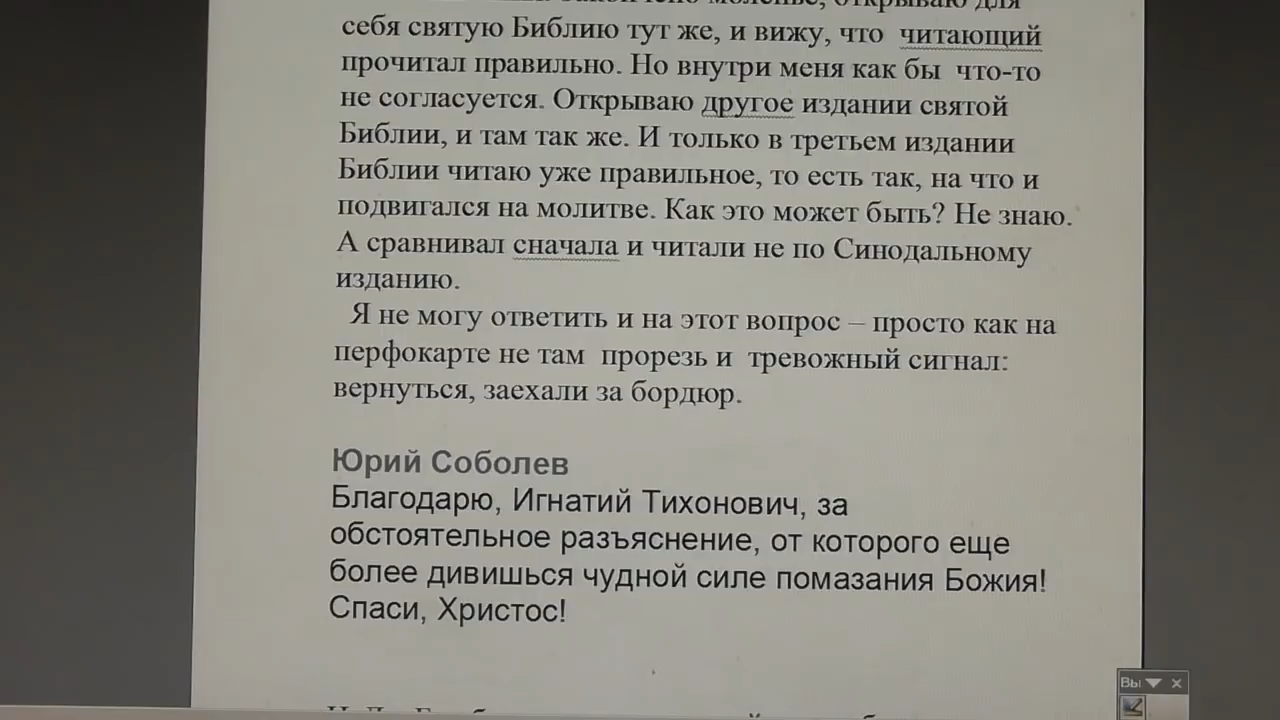 себя святую Библию тут же, и вижу, что читающий
прочитал правильно. Но внутри меня как бы что-то
не согласуется. Открываю другое издании святой
Библии, и там так же. И только в третьем издании
Библии читаю уже правильное, то есть так, на что и
подвигался на молитве. Как это может быть? Не знаю.
А сравнивал сначала и читали не по Синодальному
изданию.
Я не могу ответить и на этот вопрос – просто как на
перфокарте не там прорезь и тревожный сигнал:
вернуться, заехали за бордюр.
Юрий Соболев
Благодарю, Игнатий Тихонович, за
обстоятельное разъяснение, от которого еще
более дивишься чудной силе помазания Божия!
Спаси, Христос!
Вы